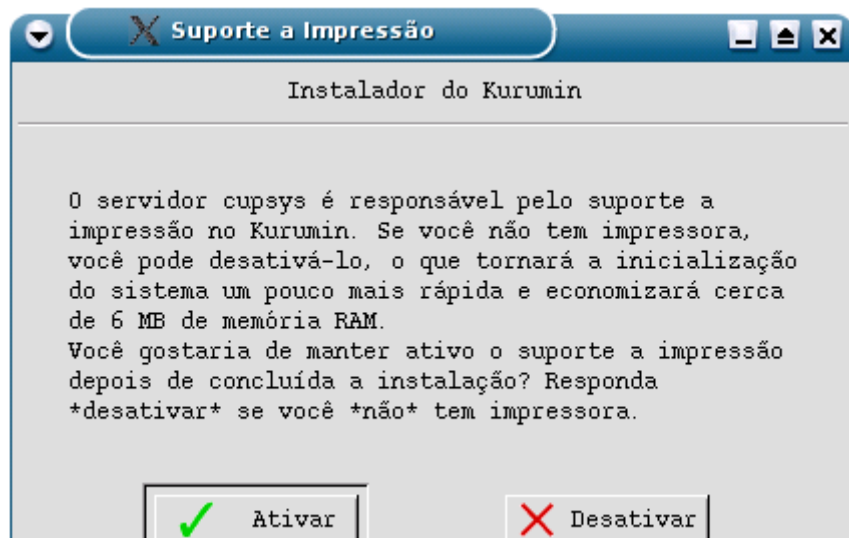 Suporte a Impressão
Instalador do Kurumin
O servidor cupsys é responsável pelo suporte a
impressão no Kurumin. Se você não tem impressora,
você pode desativá-lo, o que tornará a inicialização
do sistema um pouco mais rápida e economizará cerca
de 6 MB de memória RAM.
Você gostaria de manter ativo o suporte a impressão
depois de concluída a instalação? Responda
*desativar* se você *não* tem impressora.
Ativar
Desativar